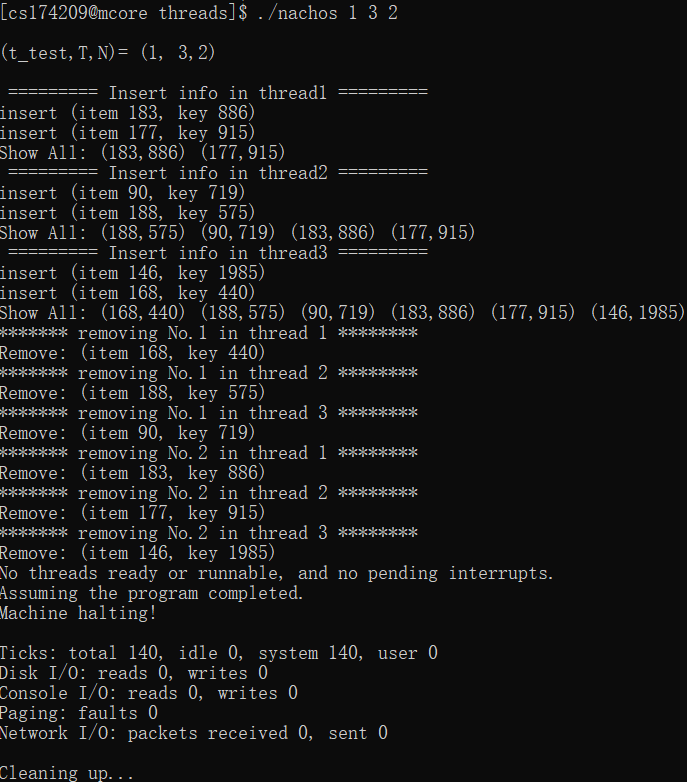 [cs174209@mcore threads]$ ./nachos 1 3 2
(t_test,T,N)= (1, 3,2)
========= Insert info in thread1 =========
insert (item 183, key 886)
insert (item 177, key 915)
Show All: (183,886) (177,915)
========= Insert info in thread2 =========
insert (item 90, key 719)
insert (item 188, key 575)
Show All: (188,575) (90,719) (183,886) (177,915)
========= Insert info in thread3 =========
insert (item 146, key 1985)
insert (item 168, key 440)
Show All: (168,440) (188,575) (90,719) (183,886) (177,915) (146,1985)
******* removing No.1 in thread 1 ********
Remove: (item 168, key 440)
******* removing No.1 in thread 2 ********
Remove: (item 188, key 575)
******* removing No.1 in thread 3 ********
Remove: (item 90, key 719)
******* removing No.2 in thread 1 ********
Remove: (item 183, key 886)
******* removing No.2 in thread 2 ********
Remove: (item 177, key 915)
******* removing No.2 in thread 3 ********
Remove: (item 146, key 1985)
No threads ready or runnable, and no pending interrupts.
Assuming the program completed.
Machine halting!
Ticks: total 140, idle 0, system 140, user 0
Disk I/O: reads 0, writes 0
Console I/O: reads 0, writes 0
Paging: faults 0
Network I/O: packets received 0, sent 0
Cleaning up...